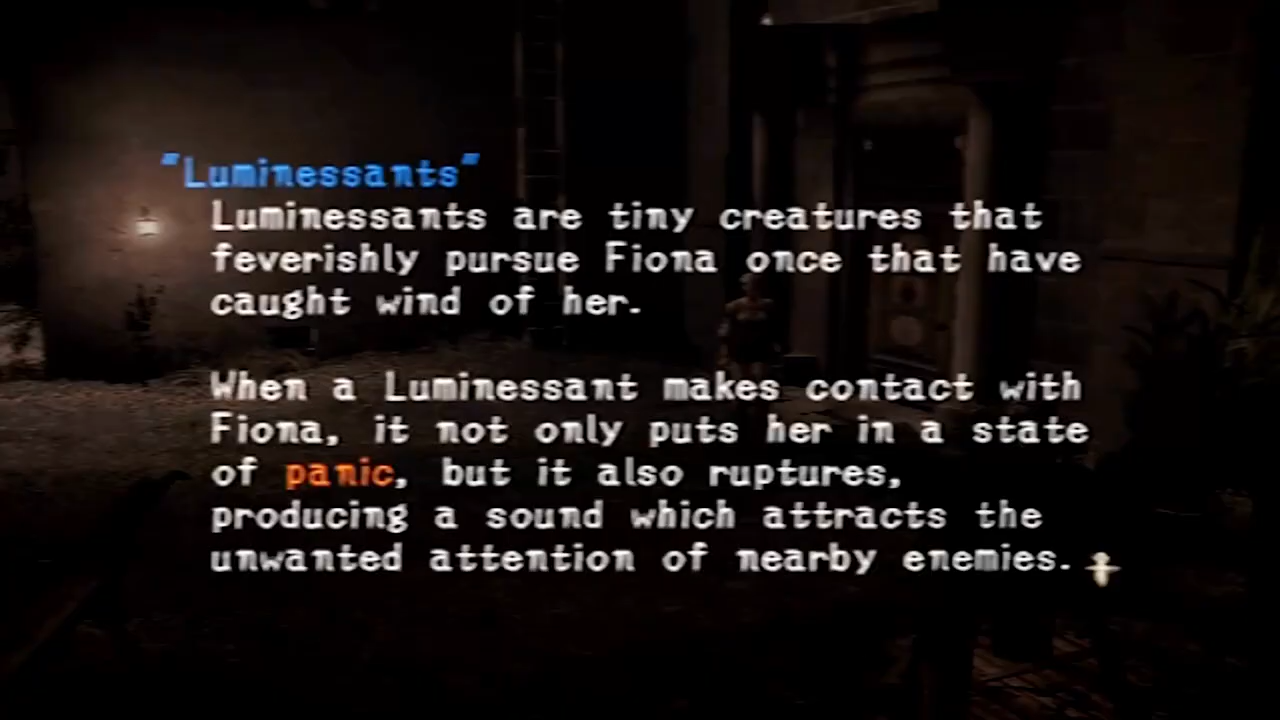 "Luminessants"
Luminessants are tiny creatures that
feverishly pursue Fiona once that have
caught wind of her.
When a Luminessant makes contact with
Fiona, it not only puts her in a state
of panic, but it also ruptures,
producing a sound which attracts the
unwanted attention of nearby enemies.